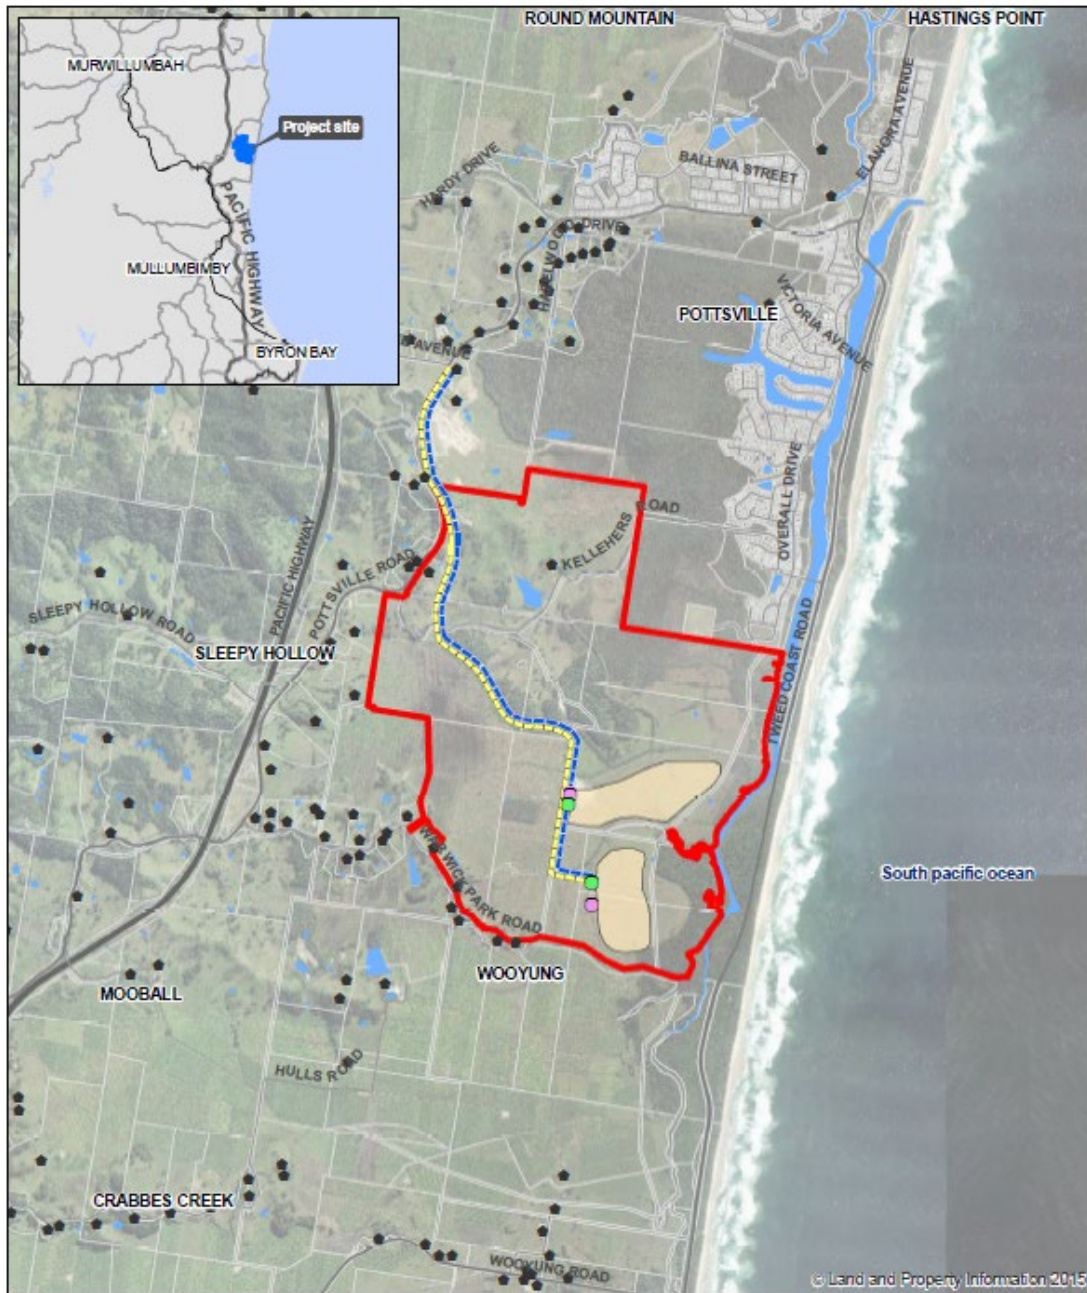 ROUND MOUNTAIN
HASTINGS POINT
MURWILLUMBAH
Project site
PACIFIC HIGHWAY
MULLUMBIMBY
BYRON BAY
ELANORA AVENUE
BALLINA STREET
HARDY DRIVE
HAZELWOOD DRIVE
POTTSVILLE
VICTORIA AVENUE
AVENUE
OVERALL DRIVE
KELLEHERS ROAD
PACIFIC HIGHWAY
POTTSVILLE ROAD
SLEEPY HOLLOW ROAD
SLEEPY HOLLOW
TWEED COAST ROAD
WARWICK PARK ROAD
South pacific ocean
WOOYUNG
MOOBALL
HULLS ROAD
CRABBES CREEK
WOOYUNG ROAD
© Land and Property Information 2015